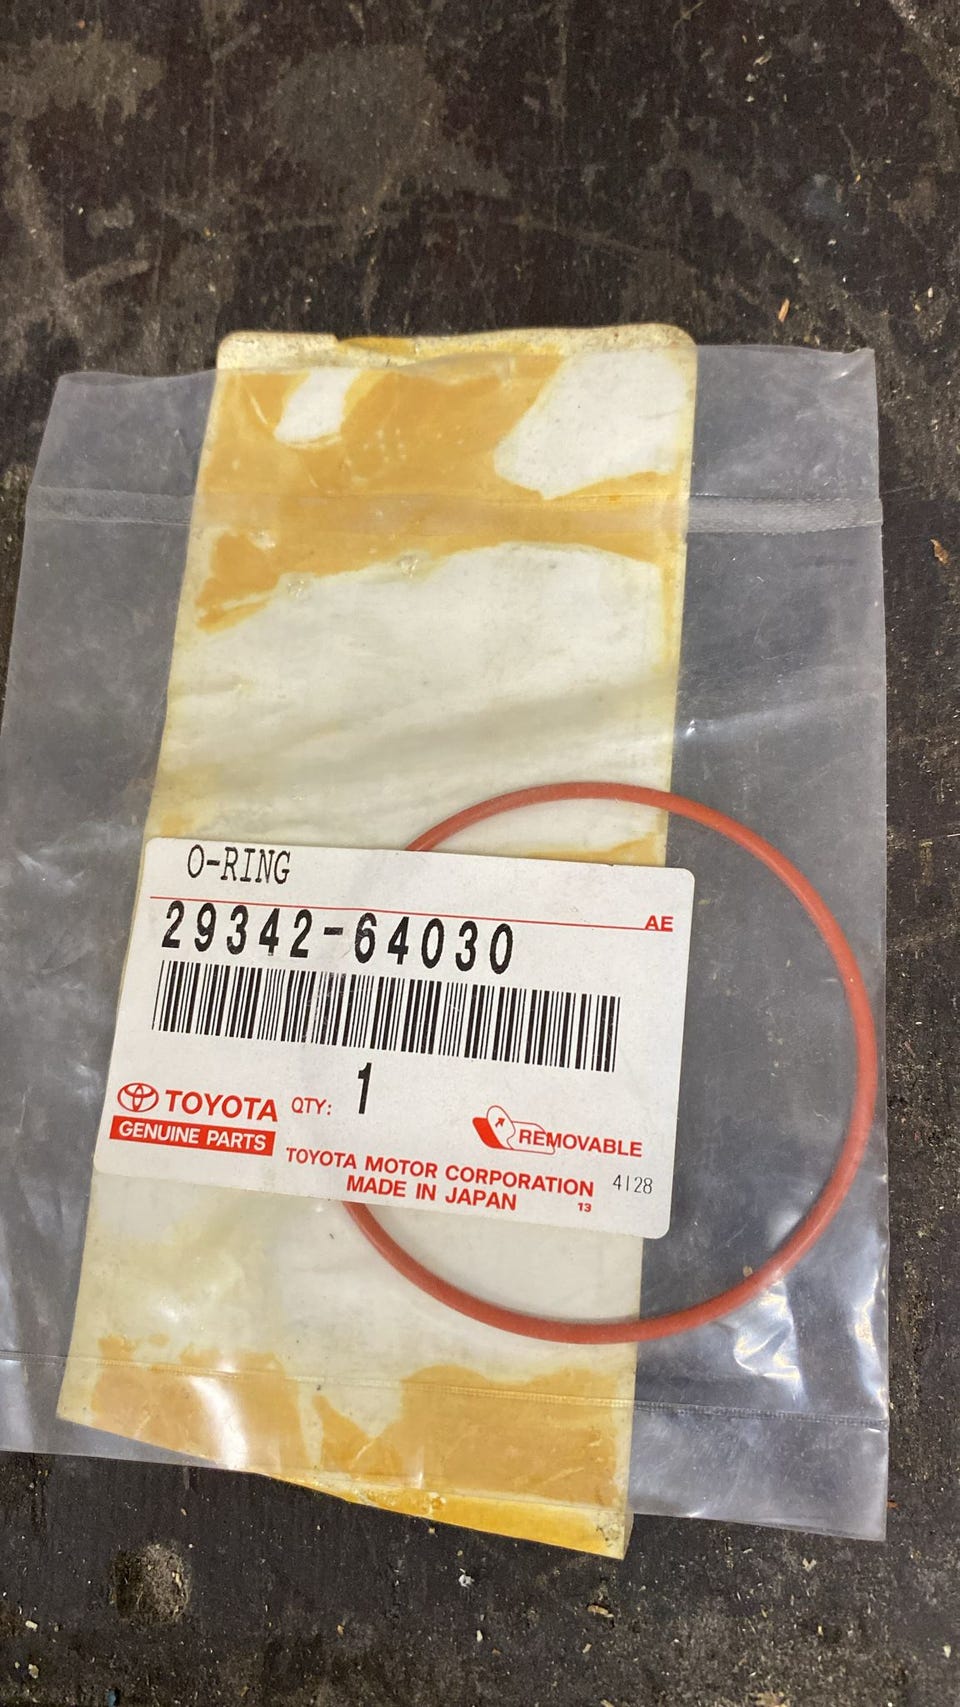 O-RING
AE
29342-64030
1
TOYOTA QTY:
GENUINE PARTS
REMOVABLE
TOYOTA MOTOR CORPORATION 4128
MADE IN JAPAN 13